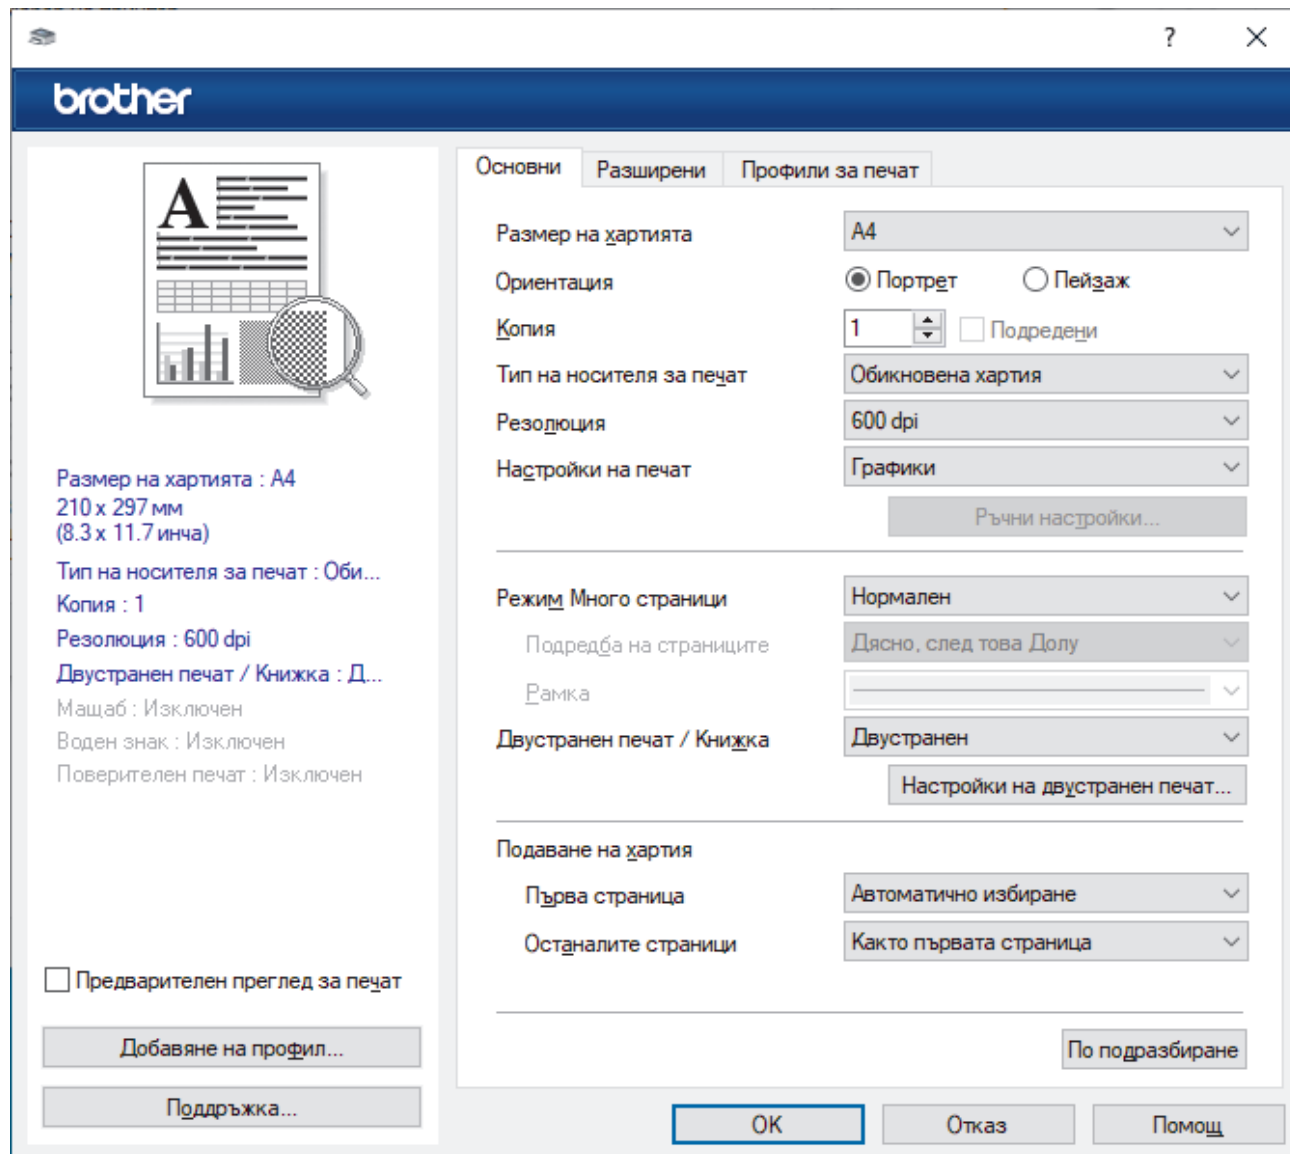 ?
brother
A
Размер на хартията : A4
210 x 297 мм
(8.3 x 11.7 инча)
Тип на носителя за печат : Оби...
Копия : 1
Резолюция : 600 dpi
Двустранен печат / Книжка : Д...
Мащаб : Изключен
Воден знак : Изключен
Поверителен печат : Изключен
Предварителен преглед за печат
Добавяне на профил...
Поддръжка...
Основни Разширени Профили за печат
Размер на хартията A4
Ориентация Портрет Пейзаж
Копия 1 Подредени
Тип на носителя за печат Обикновена хартия
Резолюция 600 dpi
Настройки на печат Графики
Ръчни настройки...
Режим Много страници Нормален
Подредба на страниците Дясно, след това Долу
Рамка
Двустранен печат / Книжка Двустранен
Настройки на двустранен печат...
Подаване на хартия
Първа страница Автоматично избиране
Останалите страници Както първата страница
По подразбиране
OK Отказ Помощ